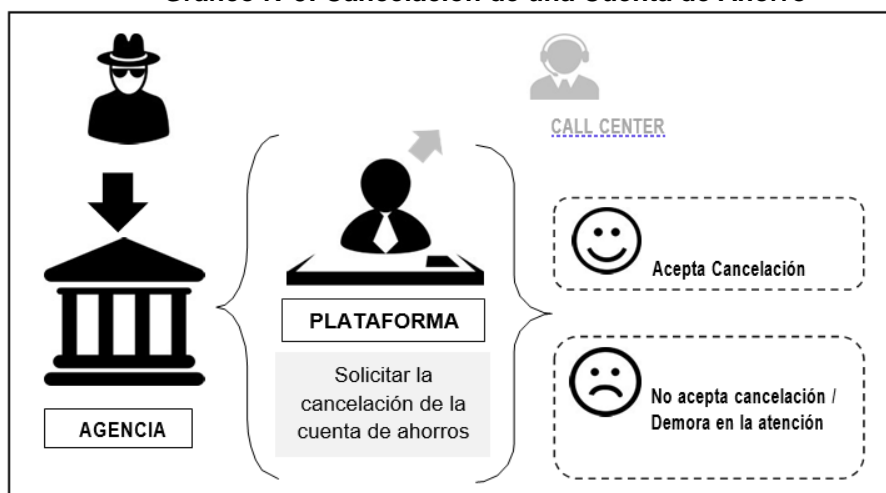 CALL CENTER
Acepta Cancelación
PLATAFORMA
Solicitar la
cancelación de la
cuenta de ahorros
No acepta cancelación /
Demora en la atención
AGENCIA